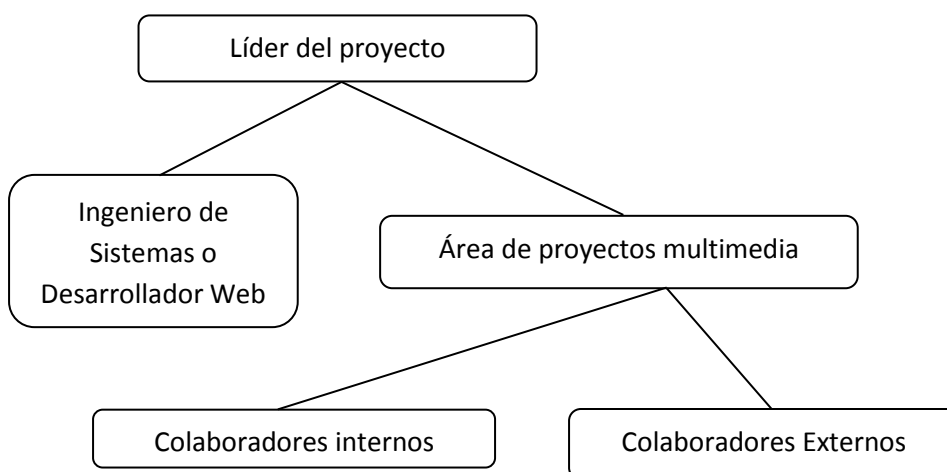 Líder del proyecto
Ingeniero de
Sistemas o
Desarrollador Web
Área de proyectos multimedia
Colaboradores internos
Colaboradores Externos